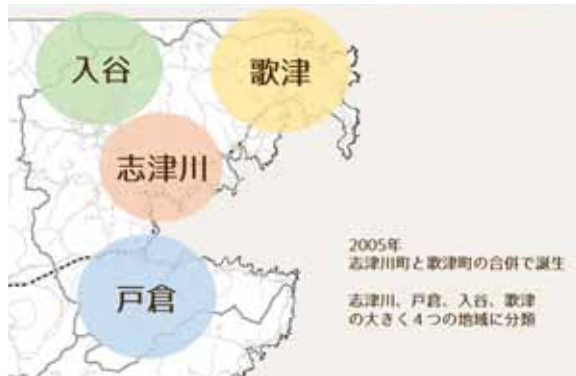 入谷
歌津
志津川
戸倉
2005年
志津川町と歌津町の合併で誕生
志津川、戸倉、入谷、歌津
の大きく４つの地域に分類